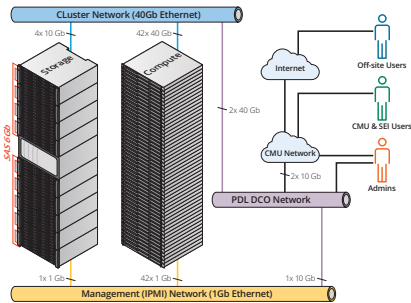 CLuster Network (40Gb Ethernet)
4x 10 Gb
42x 40 Gb
Off-site Users
Storage
Compute
Internet
SAS 6Gb
2x 40 Gb
CMU & SEI Users
CMU Network
2x 10 Gb
Admins
PDL DCO Network
1x 1 Gb
42x 1 Gb
1x 10 Gb
Management (IPMI) Network (1Gb Ethernet)